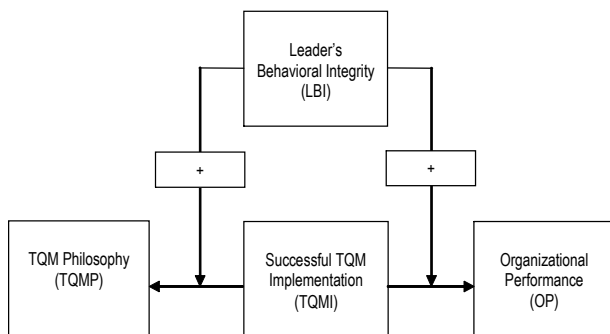 Leader's
Behavioral Integrity
(LBI)
+
+
TQM Philosophy
(TQMP)
Successful TQM
Implementation
(TQMI)
Organizational
Performance
(OP)